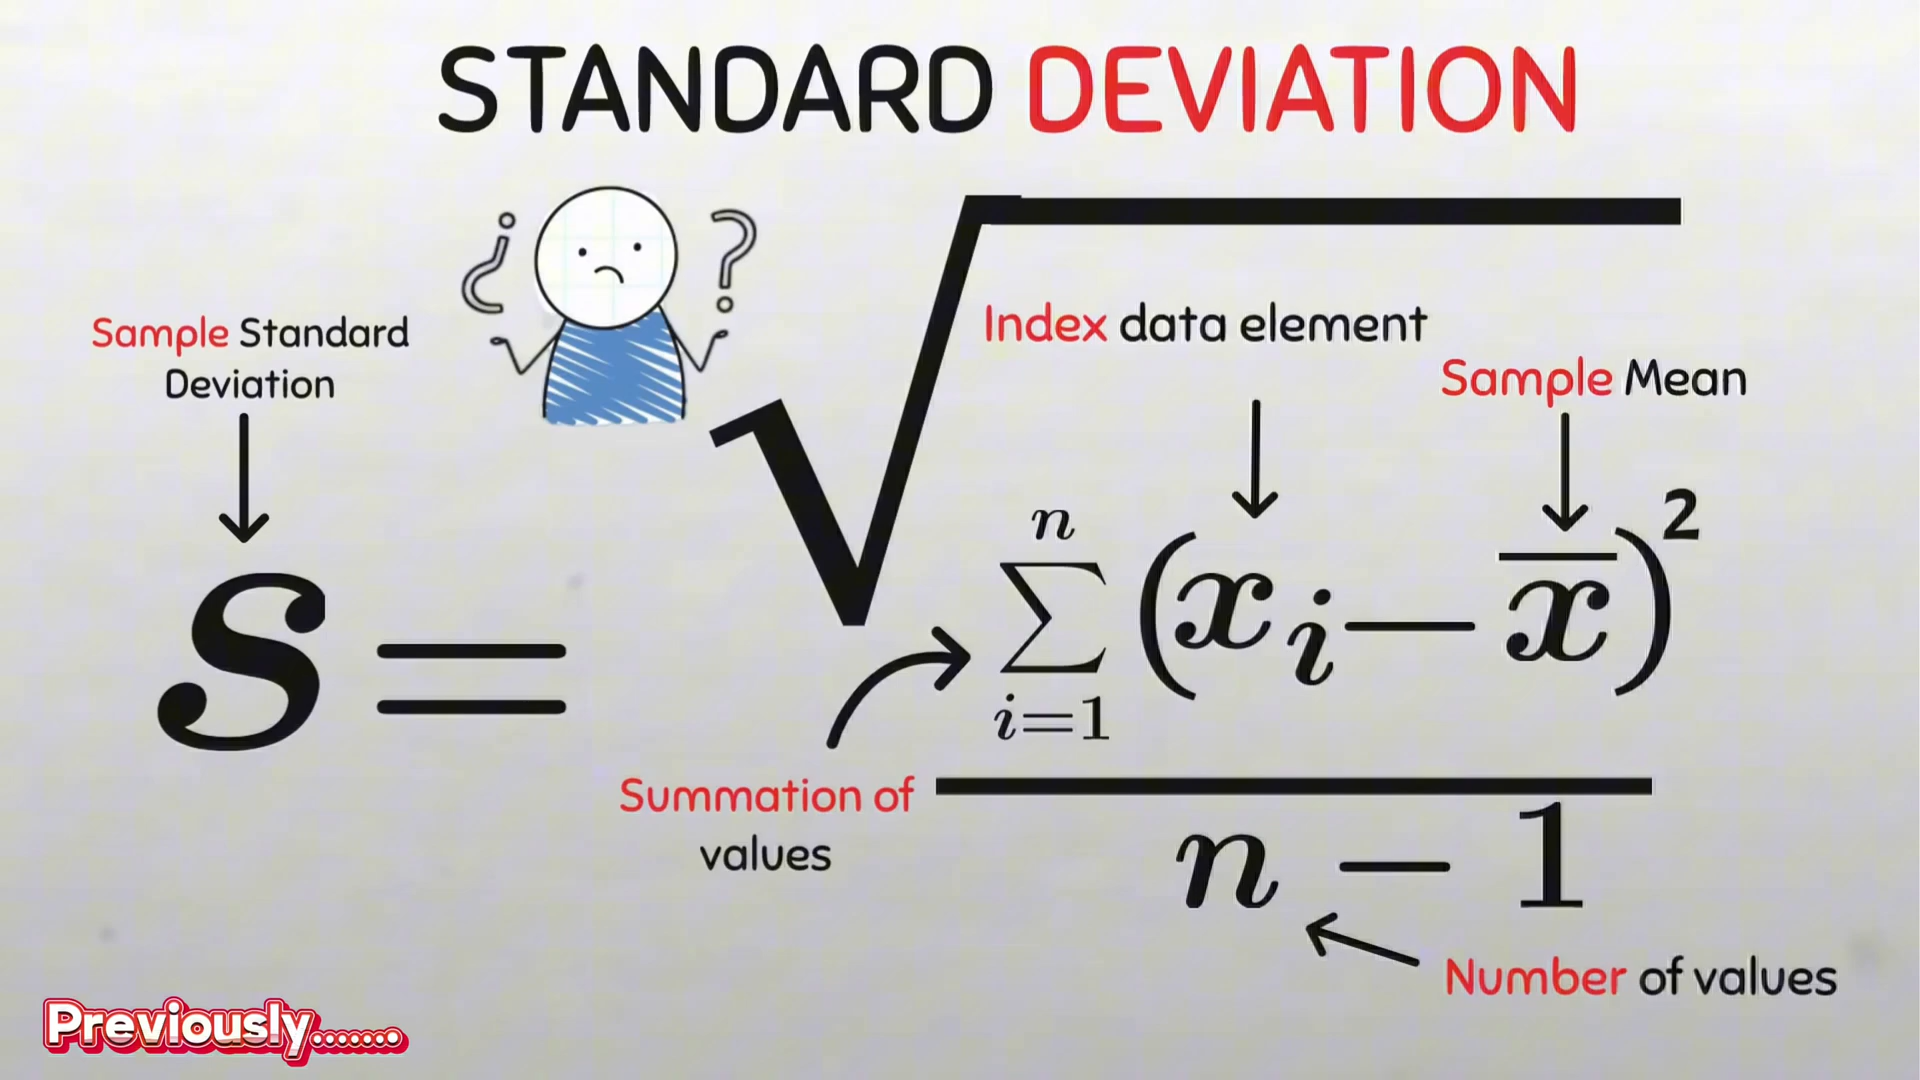 STANDARD DEVIATION
Sample Standard
Deviation
Index data element
Sample Mean
¿ ?
S = √
n
∑ (x i − x̅)²
i=1
Summation of
values
n − 1
Number of values
Previously.......